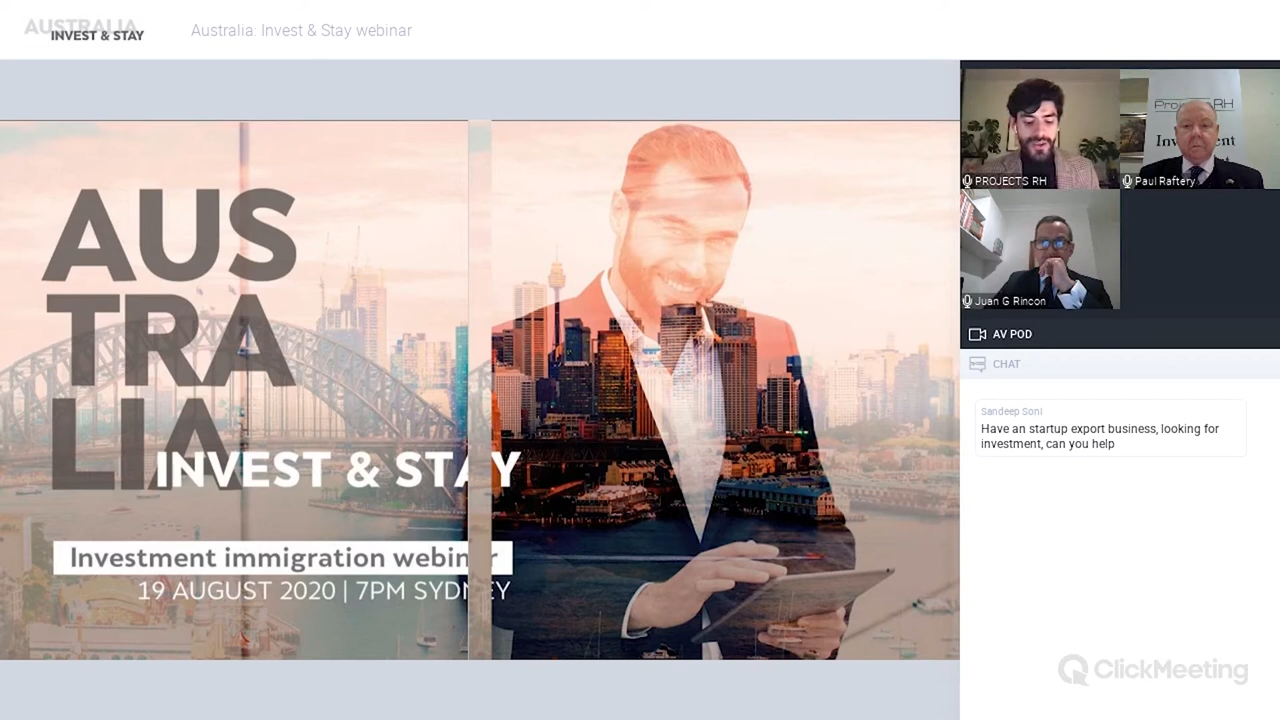 AUSTRALIA
INVEST & STAY
Australia: Invest & Stay webinar
AUS
TRA
LIA
INVEST & STAY
Investment immigration webinar
19 AUGUST 2020 | 7PM SYDNEY
PROJECTS RH
Paul Raftery
Juan G Rincon
AV POD
CHAT
Sandeep Soni
Have an startup export business, looking for
investment, can you help
ClickMeeting